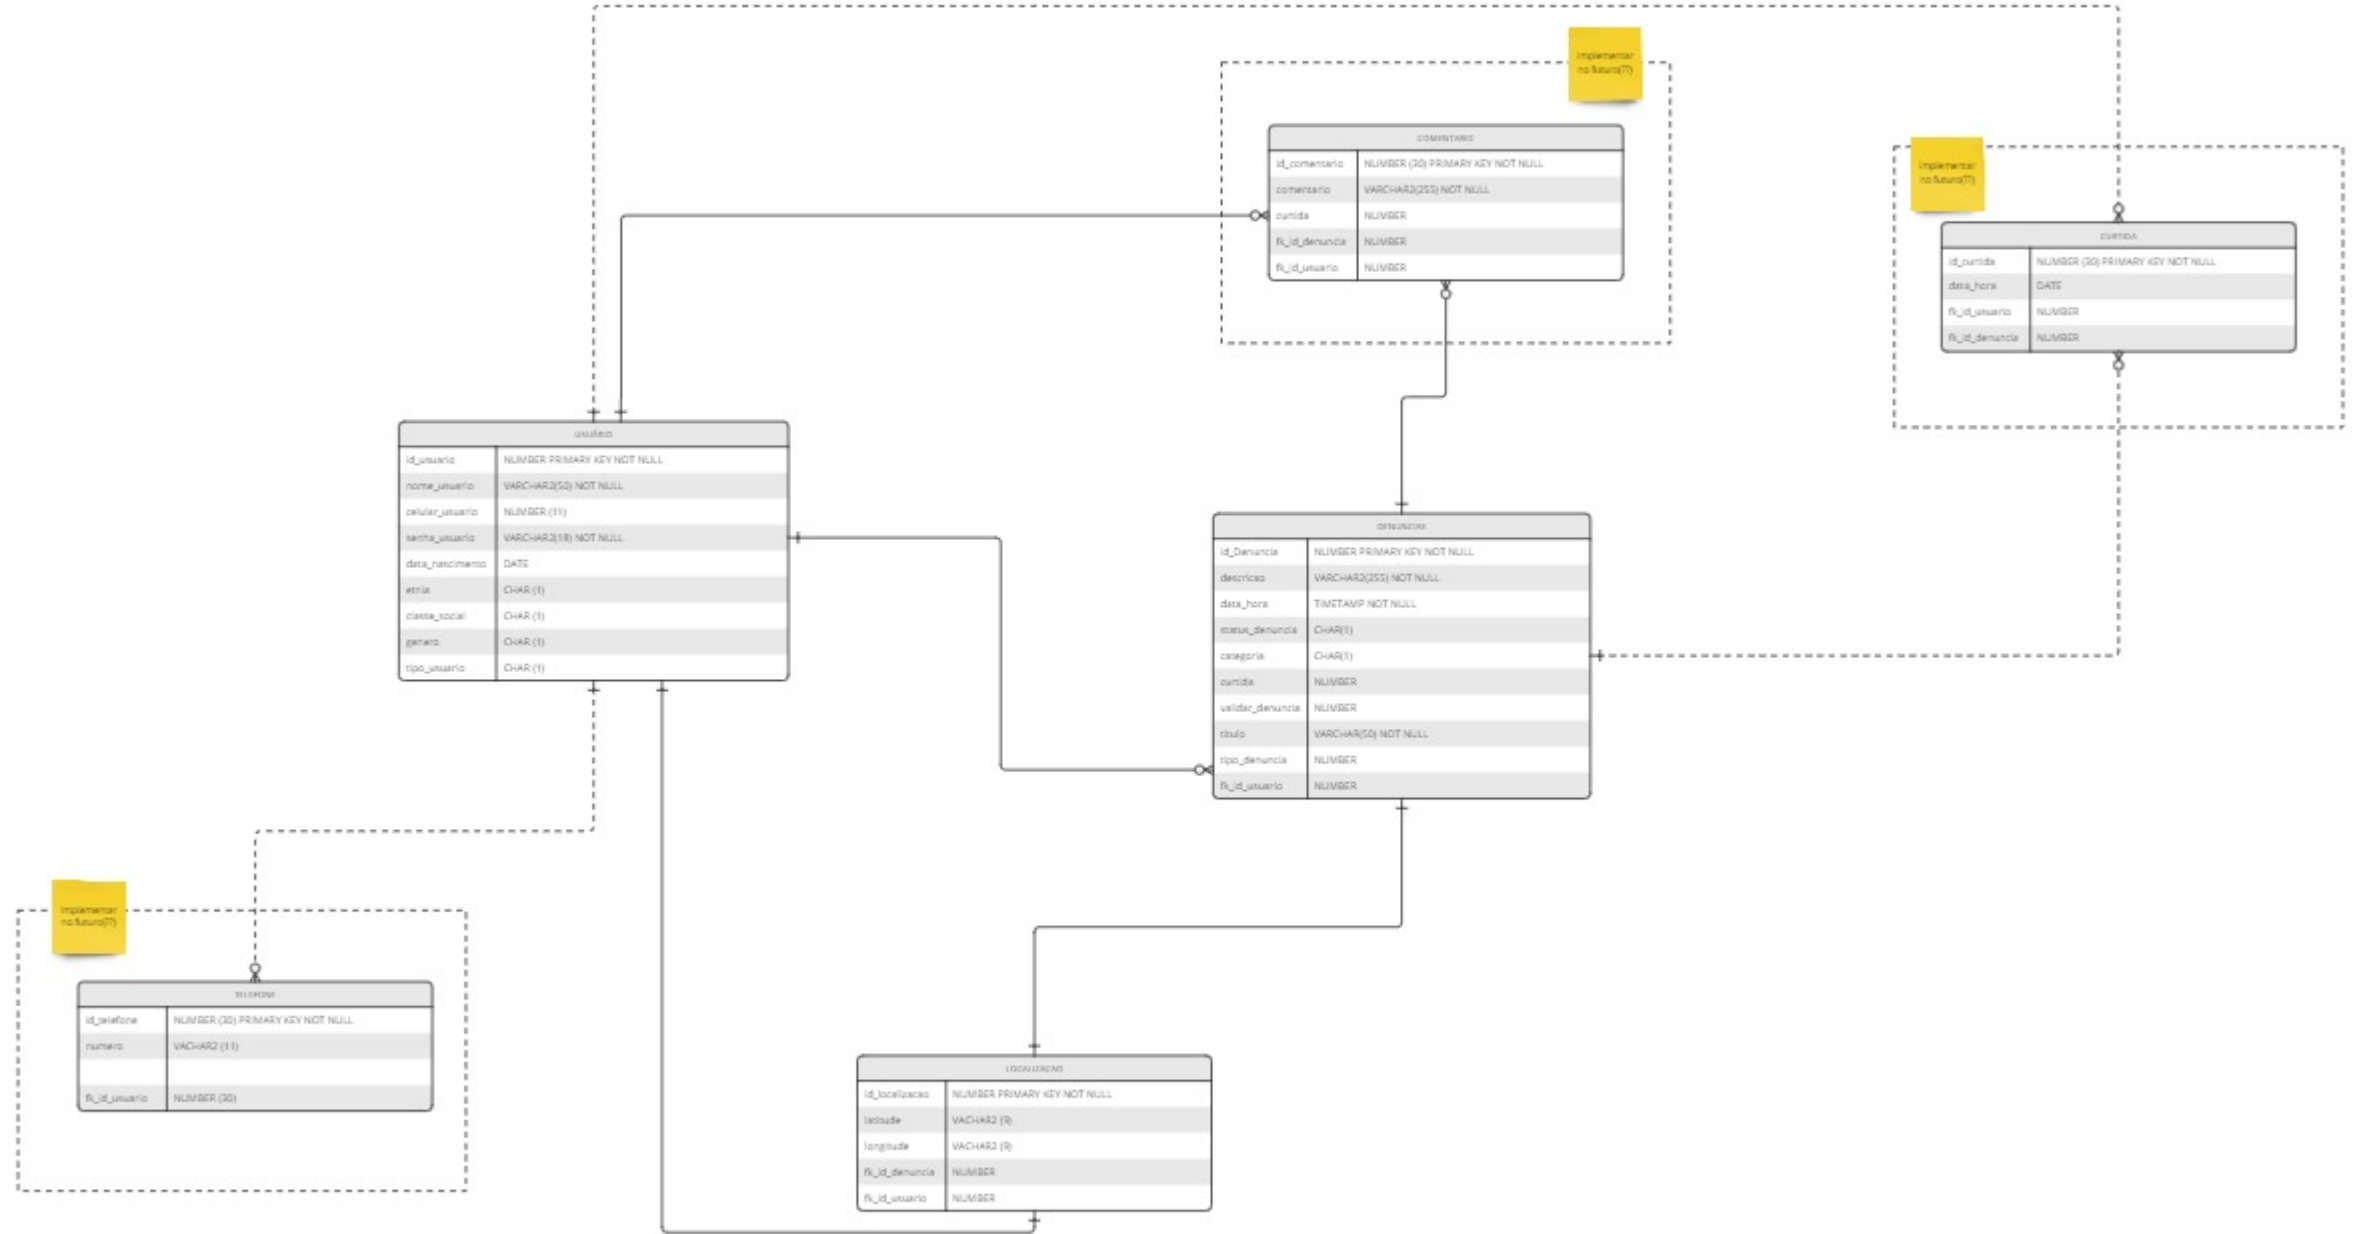 Implementar
no futuro(??)
COMENTARIO
id_comentario NUMBER (30) PRIMARY KEY NOT NULL
comentario VARCHAR2(255) NOT NULL
curtida NUMBER
fk_id_denuncia NUMBER
fk_id_usuario NUMBER
Implementar
no futuro(??)
CURTIDA
id_curtida NUMBER (30) PRIMARY KEY NOT NULL
data_hora DATE
fk_id_usuario NUMBER
fk_id_denuncia NUMBER
USUÁRIO
id_usuario NUMBER PRIMARY KEY NOT NULL
nome_usuario VARCHAR2(50) NOT NULL
celular_usuario NUMBER (11)
senha_usuario VARCHAR2(18) NOT NULL
data_nascimento DATE
etnia CHAR (1)
classe_social CHAR (1)
genero CHAR (1)
tipo_usuario CHAR (1)
DENUNCIAS
id_Denuncia NUMBER PRIMARY KEY NOT NULL
descricao VARCHAR2(255) NOT NULL
data_hora TIMETAMP NOT NULL
status_denuncia CHAR(1)
categoria CHAR(1)
curtida NUMBER
validar_denuncia NUMBER
titulo VARCHAR(50) NOT NULL
tipo_denuncia NUMBER
fk_id_usuario NUMBER
Implementar
no futuro(??)
TELEFONE
id_telefone NUMBER (30) PRIMARY KEY NOT NULL
numero VACHAR2 (11)
fk_id_usuario NUMBER (30)
LOCALIZACAO
id_localizacao NUMBER PRIMARY KEY NOT NULL
latitude VACHAR2 (9)
longitude VACHAR2 (9)
fk_id_denuncia NUMBER
fk_id_usuario NUMBER